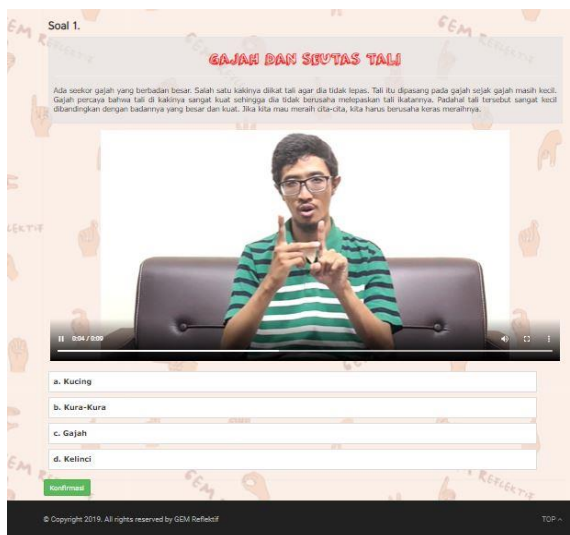 Soal 1.
GAJAH DAN SEUTAS TALI
Ada seekor gajah yang berbadan besar. Salah satu kakinya diikat tali agar dia tidak lepas. Tali itu dipasang pada gajah sejak gajah masih kecil.
Gajah percaya bahwa tali di kakinya sangat kuat sehingga dia tidak berusaha melepaskan tali ikatannya. Padahal tali tersebut sangat kecil
dibandingkan dengan badannya yang besar dan kuat. Jika kita mau meraih cita-cita, kita harus berusaha keras meraihnya.
0:04 / 0:09
a. Kucing
b. Kura-Kura
c. Gajah
d. Kelinci
Konfirmasi
© Copyright 2019. All rights reserved by GEM Reflektif
TOP